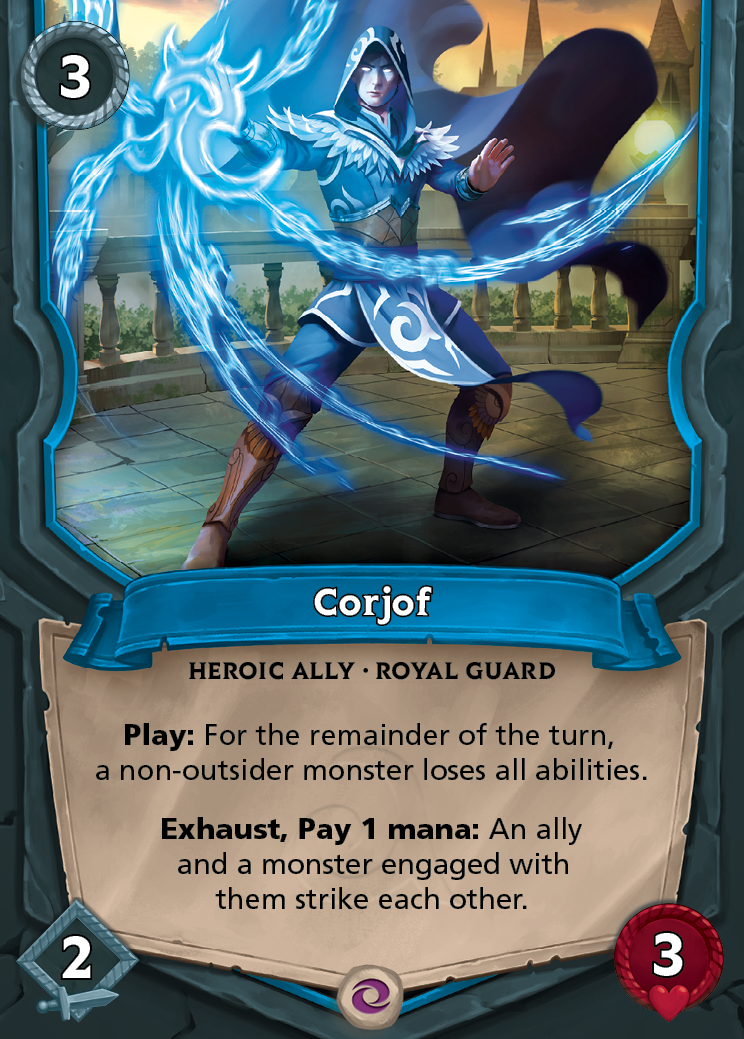 3
Corjof
HEROIC ALLY · ROYAL GUARD
Play: For the remainder of the turn,
a non-outsider monster loses all abilities.
Exhaust, Pay 1 mana: An ally
and a monster engaged with
them strike each other.
2
3